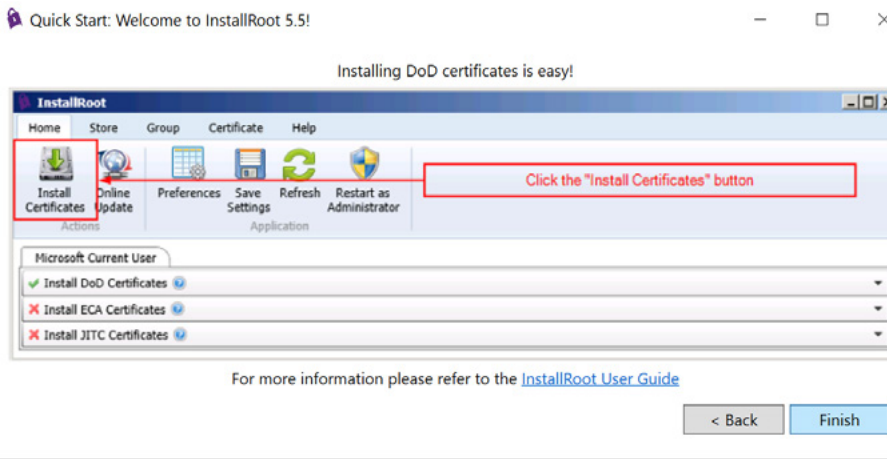 Quick Start: Welcome to InstallRoot 5.5!
Installing DoD certificates is easy!
InstallRoot
Home Store Group Certificate Help
Install Certificates
Online Update
Preferences
Save Settings
Refresh
Restart as Administrator
Click the "Install Certificates" button
Actions
Application
Microsoft Current User
Install DoD Certificates
Install ECA Certificates
Install JITC Certificates
For more information please refer to the InstallRoot User Guide
< Back
Finish